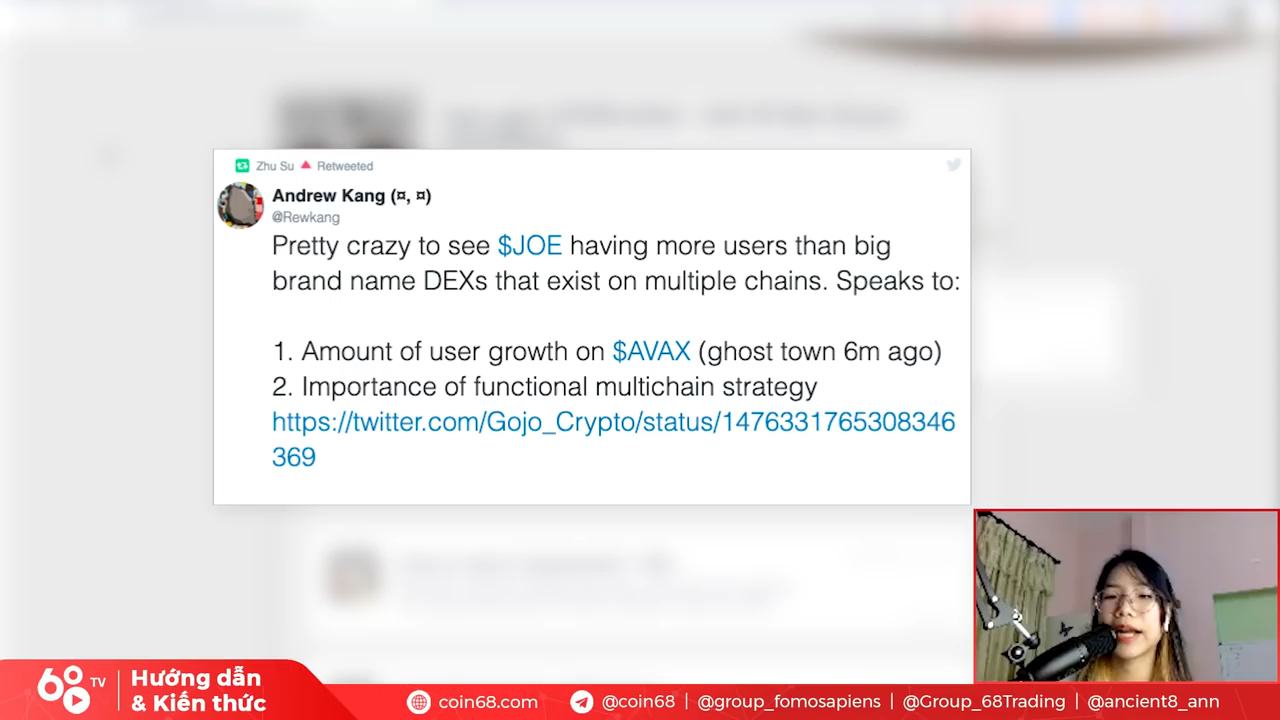 Zhu Su 🔺 Retweeted
Andrew Kang (¤, ¤)
@Rewkang
Pretty crazy to see $JOE having more users than big
brand name DEXs that exist on multiple chains. Speaks to:
1. Amount of user growth on $AVAX (ghost town 6m ago)
2. Importance of functional multichain strategy
https://twitter.com/Gojo_Crypto/status/1476331765308346
369
68 TV
Hướng dẫn
& Kiến thức
coin68.com
@coin68 | @group_fomosapiens | @Group_68Trading | @ancient8_ann